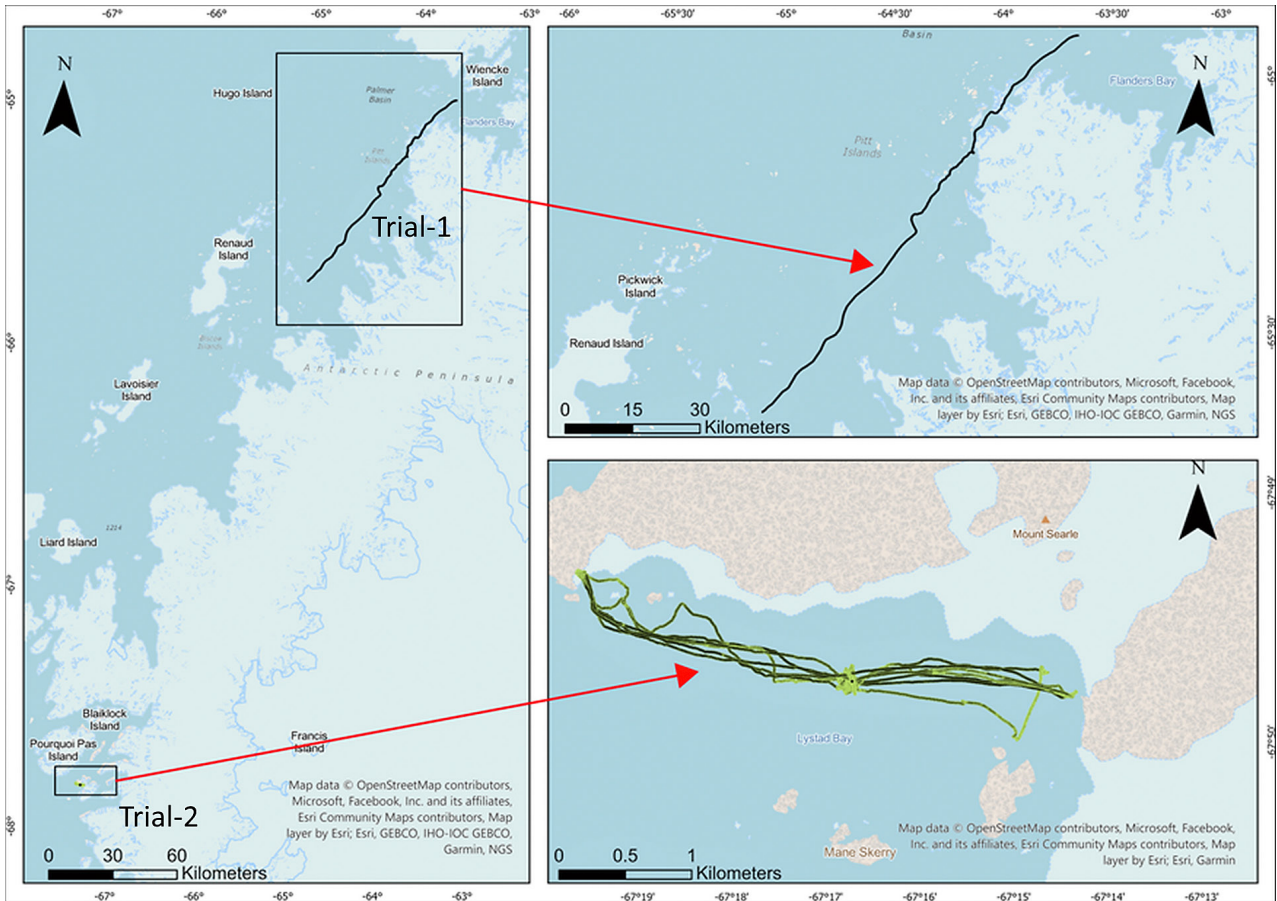 -67° -66° -65° -64° -63°
-65°
-66°
-67°
-68°
N
Wiencke
Island
Hugo Island
Palmer
Basin
Flanders Bay
Pitt
Islands
Trial-1
Renaud
Island
Biscoe
Islands
Antarctic Peninsula
Lavoisier
Island
1214
Liard Island
Blaiklock
Island
Pourquoi Pas
Island
Francis
Island
Trial-2
Map data © OpenStreetMap contributors,
Microsoft, Facebook, Inc. and its affiliates,
Esri Community Maps contributors, Map
layer by Esri; Esri, GEBCO, IHO-IOC GEBCO,
Garmin, NGS
0 30 60
Kilometers
-67° -66° -65° -64° -63°
-66° -65°30' -65° -64°30' -64° -63°30' -63°
-65°
-65°30'
Basin
Flanders Bay
N
Pitt
Islands
Pickwick
Island
Renaud Island
Map data © OpenStreetMap contributors, Microsoft, Facebook,
Inc. and its affiliates, Esri Community Maps contributors, Map
layer by Esri; Esri, GEBCO, IHO-IOC GEBCO, Garmin, NGS
0 15 30
Kilometers
N
-67°49'
-67°50'
Mount Searle
Lystad Bay
Mane Skerry
Map data © OpenStreetMap contributors, Microsoft, Facebook,
Inc. and its affiliates, Esri Community Maps contributors, Map
layer by Esri; Esri, Garmin
0 0.5 1
Kilometers
-67°19' -67°18' -67°17' -67°16' -67°15' -67°14' -67°13'